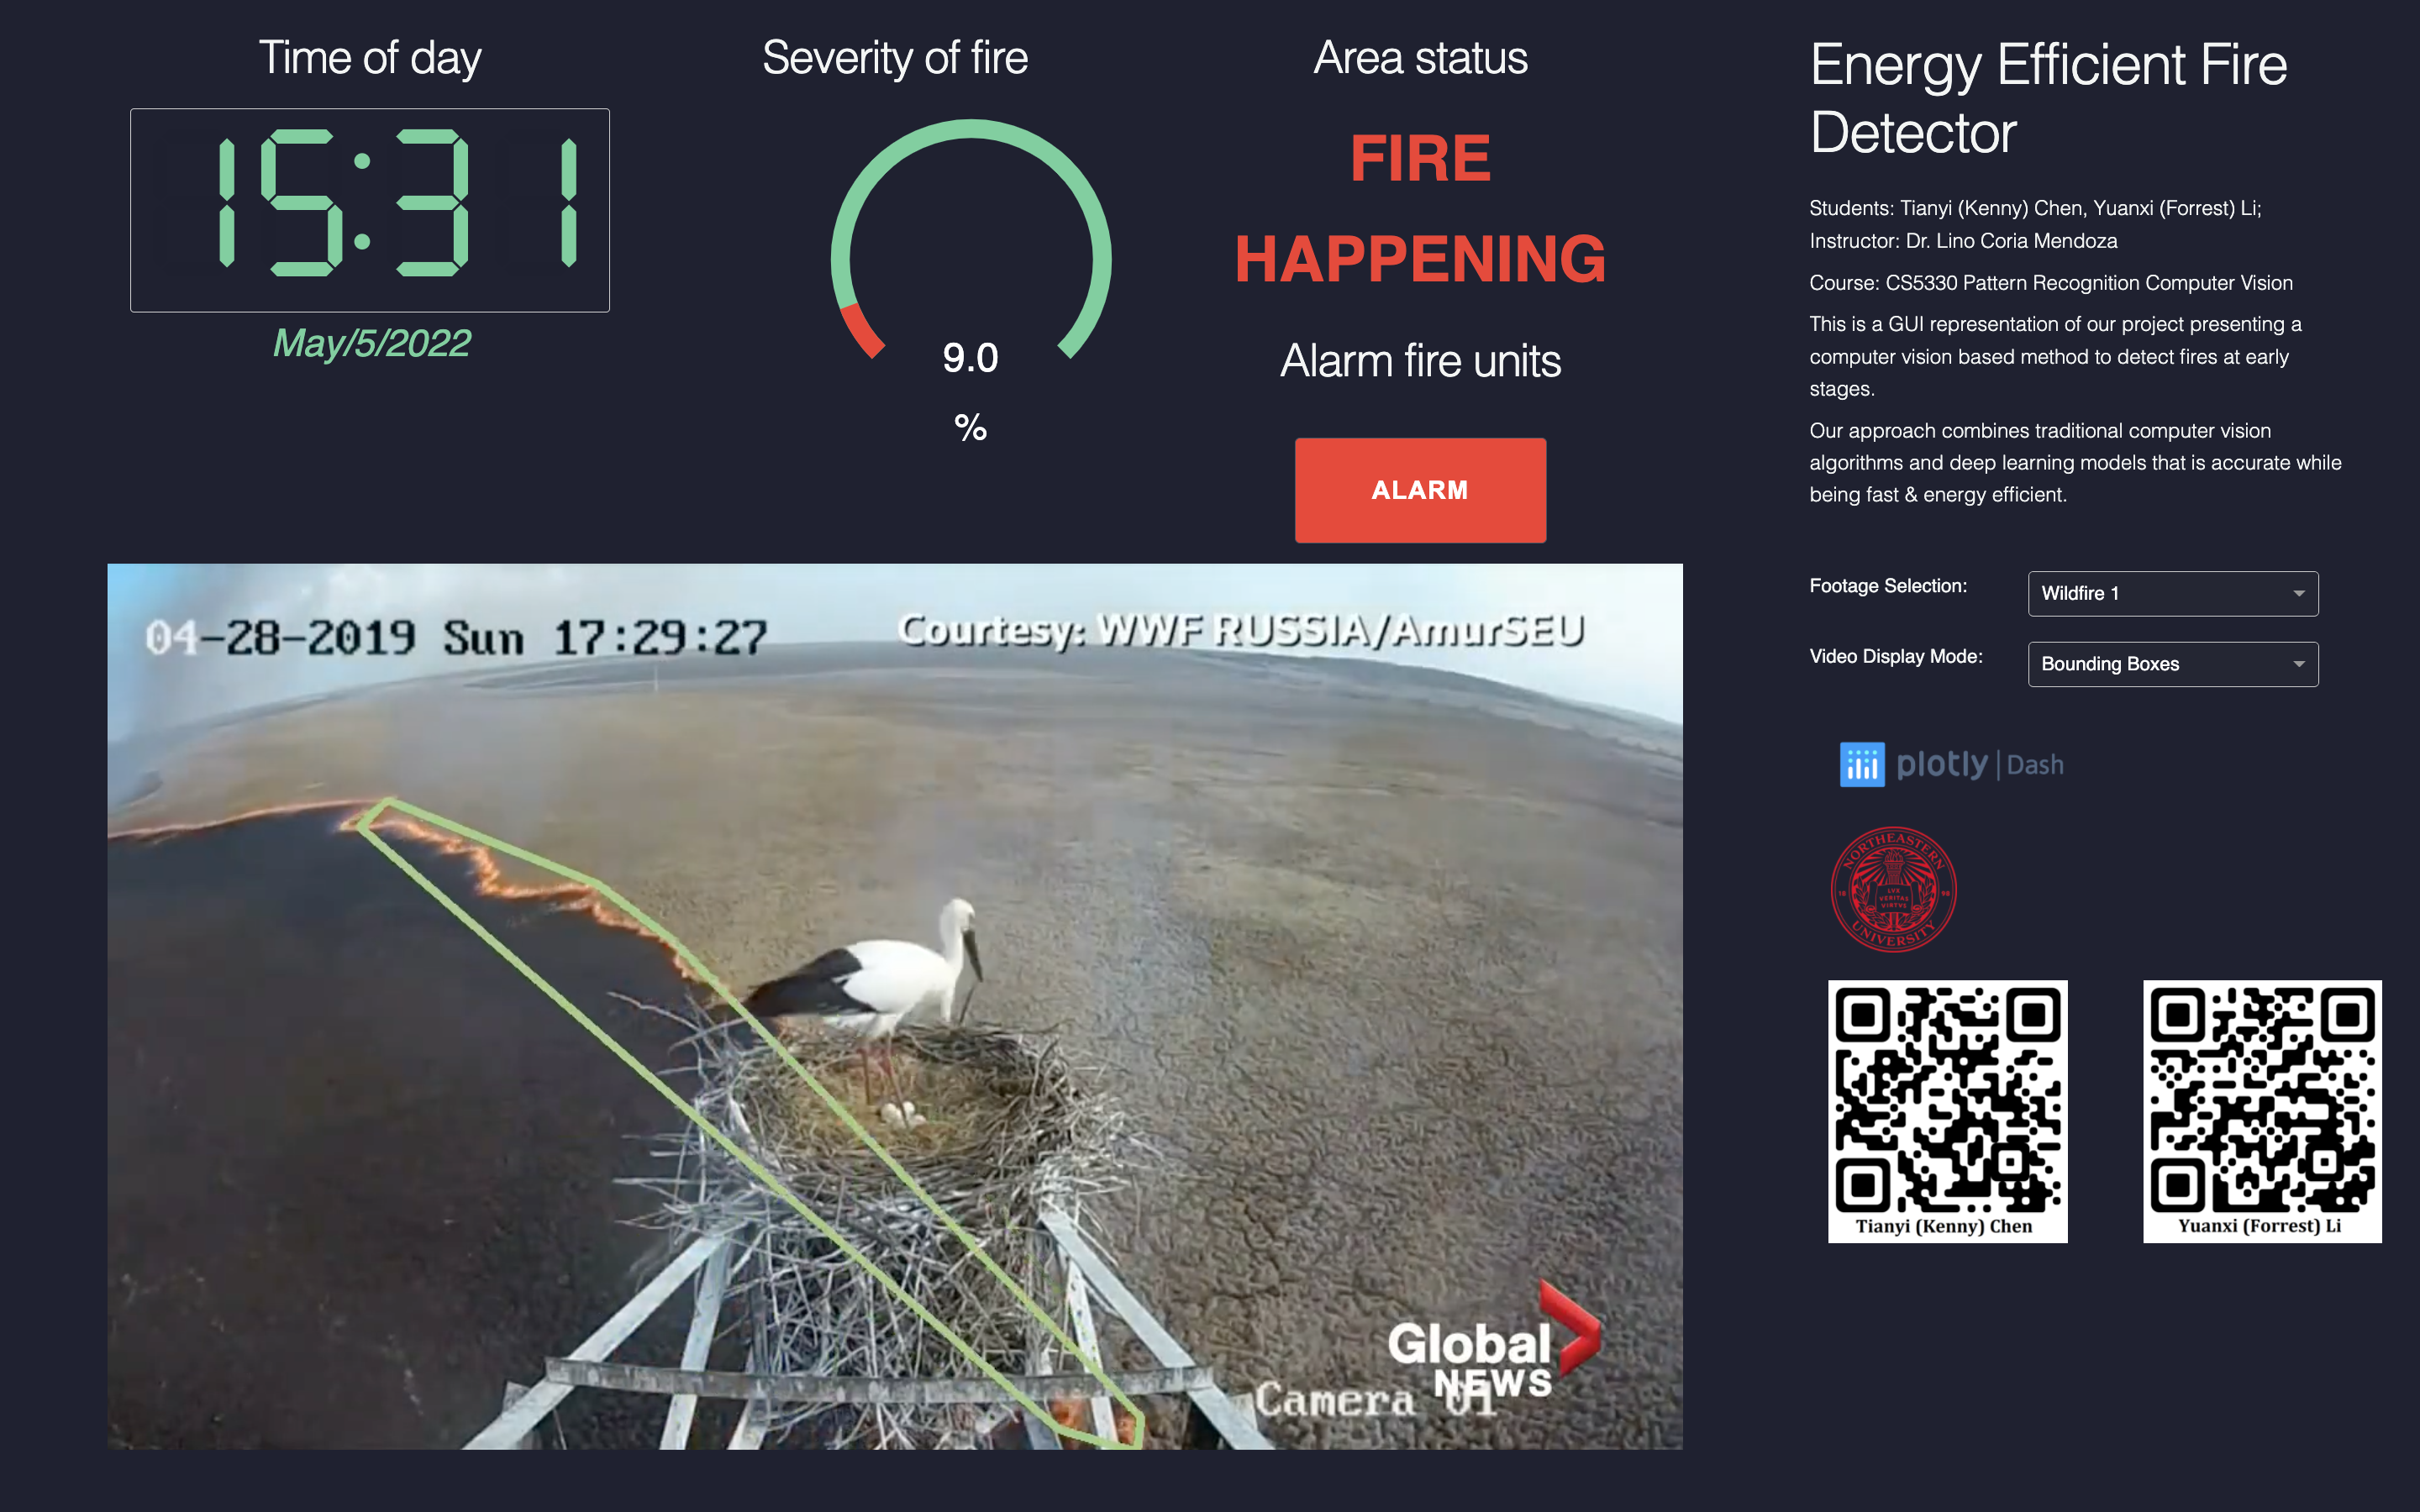 Time of day
15:31
May/5/2022
Severity of fire
9.0
%
Area status
FIRE
HAPPENING
Alarm fire units
ALARM
Energy Efficient Fire
Detector
Students: Tianyi (Kenny) Chen, Yuanxi (Forrest) Li;
Instructor: Dr. Lino Coria Mendoza
Course: CS5330 Pattern Recognition Computer Vision
This is a GUI representation of our project presenting a
computer vision based method to detect fires at early
stages.
Our approach combines traditional computer vision
algorithms and deep learning models that is accurate while
being fast & energy efficient.
Footage Selection:
Wildfire 1
Video Display Mode:
Bounding Boxes
plotly | Dash
NORTHEASTERN
UNIVERSITY
18 98
LVX
VERITAS
VIRTVS
Tianyi (Kenny) Chen
Yuanxi (Forrest) Li
04-28-2019 Sun 17:29:27
Courtesy: WWF RUSSIA/AmurSEU
Global
NEWS
Camera 01